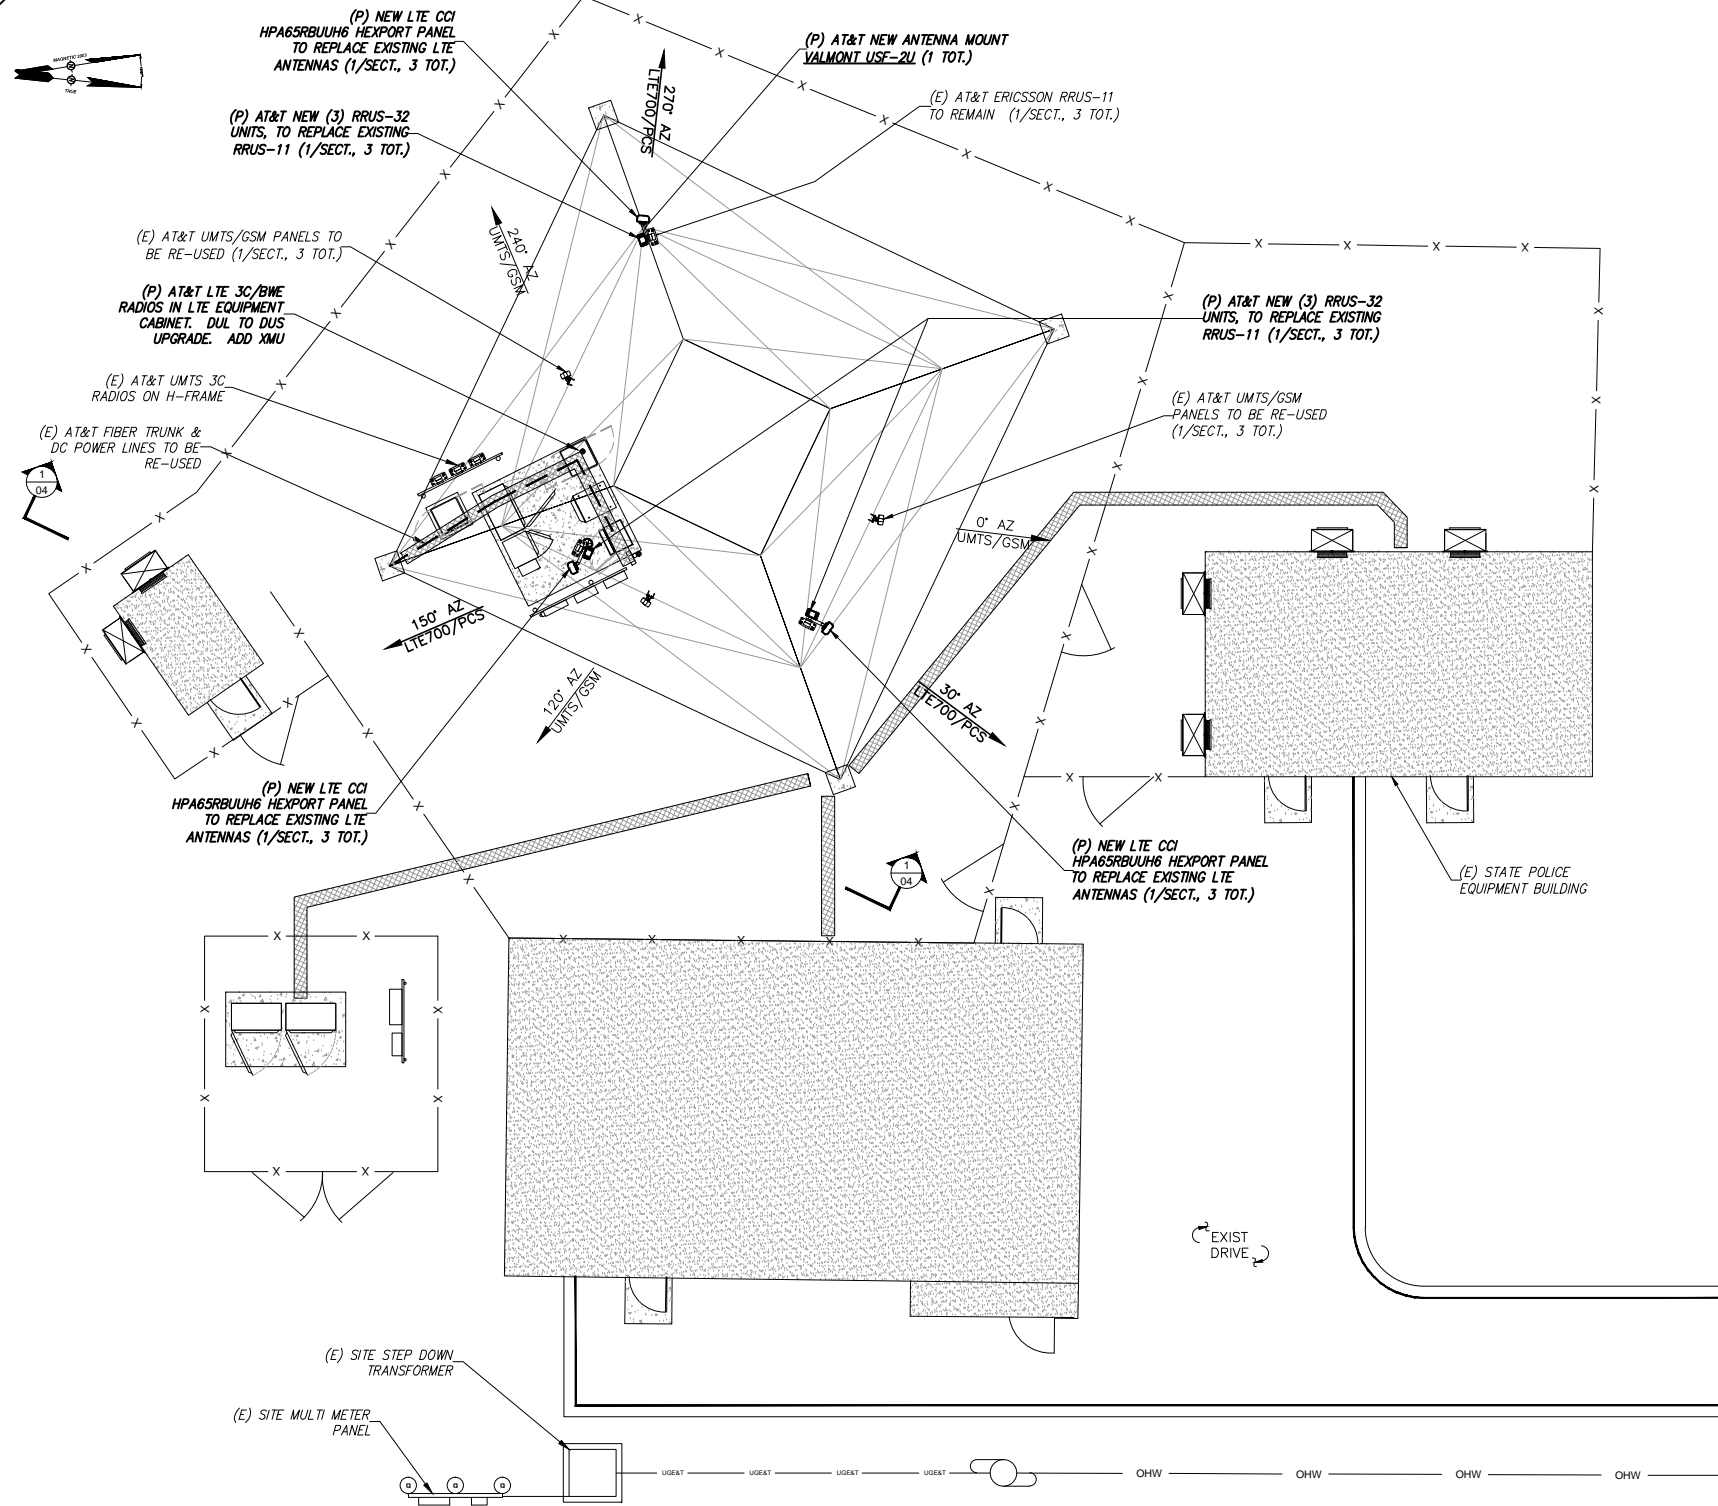 (P) NEW LTE CCI
HPA65RBUUH6 HEXPORT PANEL
TO REPLACE EXISTING LTE
ANTENNAS (1/SECT., 3 TOT.)
(P) AT&T NEW ANTENNA MOUNT
VALMONT USF-2U (1 TOT.)
MAGNETIC
TRUE
270° AZ
LTE700/PCS
(E) AT&T ERICSSON RRUS-11
TO REMAIN (1/SECT., 3 TOT.)
(P) AT&T NEW (3) RRUS-32
UNITS, TO REPLACE EXISTING
RRUS-11 (1/SECT., 3 TOT.)
(E) AT&T UMTS/GSM PANELS TO
BE RE-USED (1/SECT., 3 TOT.)
240° AZ
UMTS/GSM
(P) AT&T LTE 3C/BWE
RADIOS IN LTE EQUIPMENT
CABINET. DUL TO DUS
UPGRADE. ADD XMU
(P) AT&T NEW (3) RRUS-32
UNITS, TO REPLACE EXISTING
RRUS-11 (1/SECT., 3 TOT.)
(E) AT&T UMTS 3C
RADIOS ON H-FRAME
(E) AT&T UMTS/GSM
PANELS TO BE RE-USED
(1/SECT., 3 TOT.)
(E) AT&T FIBER TRUNK &
DC POWER LINES TO BE
RE-USED
1
04
0° AZ
UMTS/GSM
150° AZ
LTE700/PCS
120° AZ
UMTS/GSM
30° AZ
LTE700/PCS
(P) NEW LTE CCI
HPA65RBUUH6 HEXPORT PANEL
TO REPLACE EXISTING LTE
ANTENNAS (1/SECT., 3 TOT.)
1
04
(P) NEW LTE CCI
HPA65RBUUH6 HEXPORT PANEL
TO REPLACE EXISTING LTE
ANTENNAS (1/SECT., 3 TOT.)
(E) STATE POLICE
EQUIPMENT BUILDING
EXIST
DRIVE
(E) SITE STEP DOWN
TRANSFORMER
(E) SITE MULTI METER
PANEL
UGE&T UGE&T UGE&T UGE&T OHW OHW OHW OHW